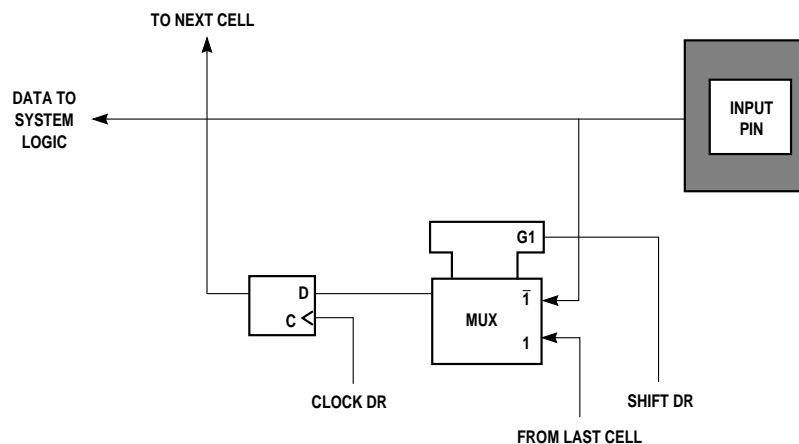 TO NEXT CELL
DATA TO
SYSTEM
LOGIC
INPUT
PIN
G1
D
C
MUX
1̅
1
CLOCK DR
SHIFT DR
FROM LAST CELL